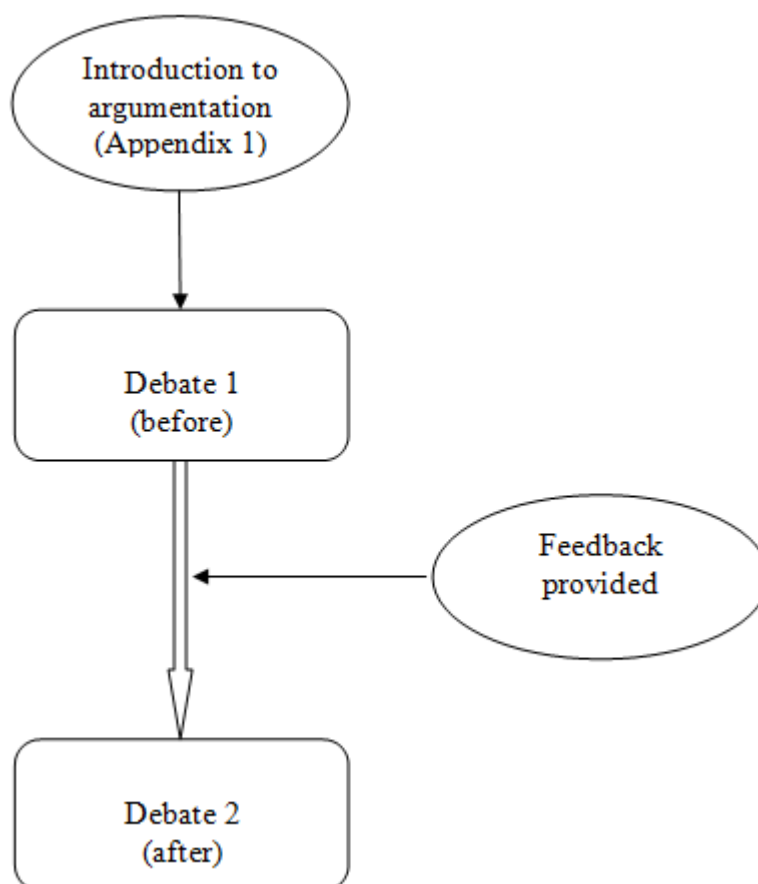 Introduction to
argumentation
(Appendix 1)
Debate 1
(before)
Feedback
provided
Debate 2
(after)